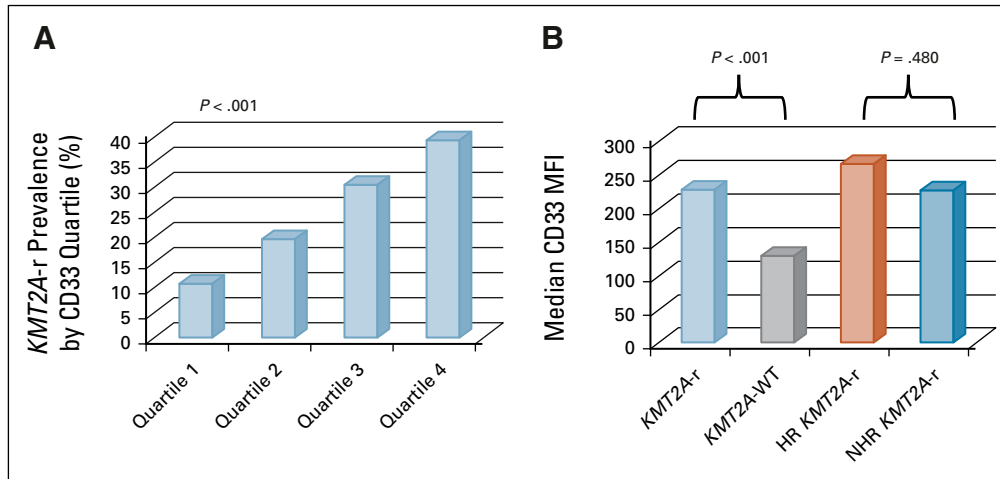 A
P < .001
KMT2A-r Prevalence
by CD33 Quartile (%)
40
35
30
25
20
15
10
5
0
Quartile 1
Quartile 2
Quartile 3
Quartile 4
B
P < .001
P = .480
Median CD33 MFI
300
250
200
150
100
50
0
KMT2A-r
KMT2A-WT
HR KMT2A-r
NHR KMT2A-r